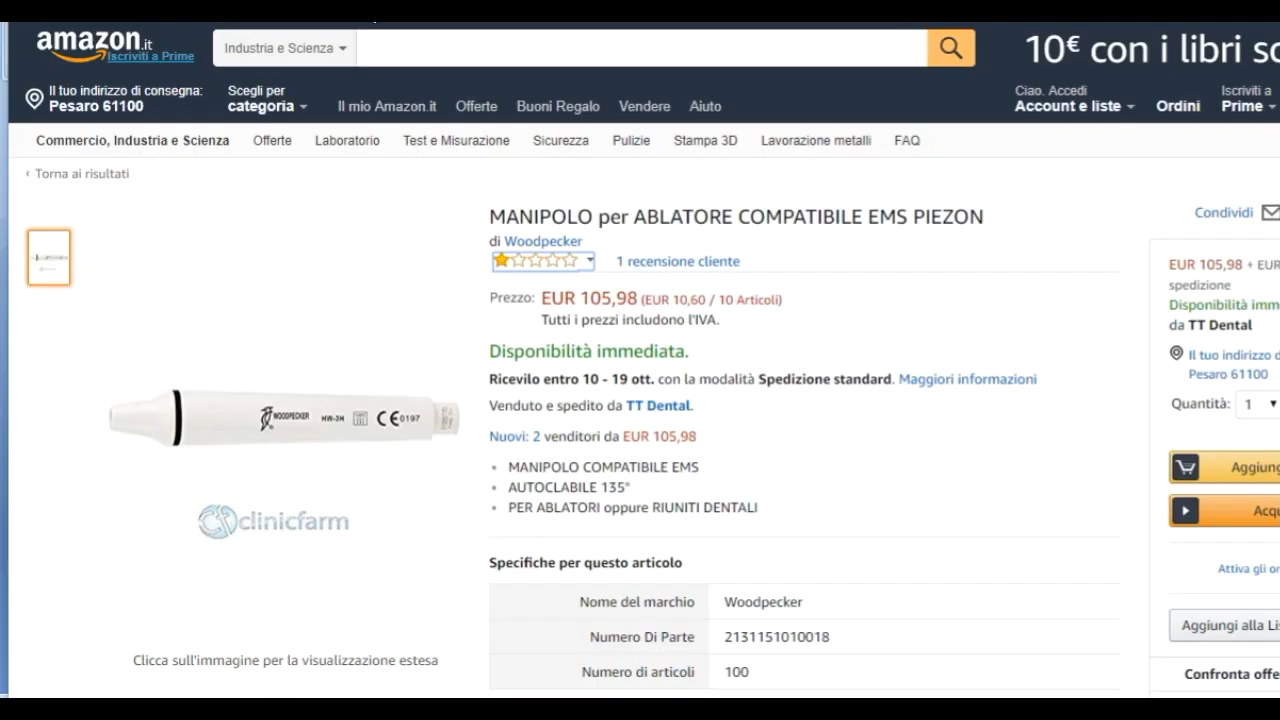 amazon.it
Iscriviti a Prime
Industria e Scienza
10€ con i libri sc
Il tuo indirizzo di consegna:
Pesaro 61100
Scegli per
categoria
Il mio Amazon.it Offerte Buoni Regalo Vendere Aiuto
Ciao. Accedi
Account e liste
Ordini
Iscriviti a
Prime
Commercio, Industria e Scienza Offerte Laboratorio Test e Misurazione Sicurezza Pulizie Stampa 3D Lavorazione metalli FAQ
‹ Torna ai risultati
MANIPOLO per ABLATORE COMPATIBILE EMS PIEZON
di Woodpecker
1 recensione cliente
Prezzo: EUR 105,98 (EUR 10,60 / 10 Articoli)
Tutti i prezzi includono l'IVA.
Disponibilità immediata.
Ricevilo entro 10 - 19 ott. con la modalità Spedizione standard. Maggiori informazioni
Venduto e spedito da TT Dental.
Nuovi: 2 venditori da EUR 105,98
• MANIPOLO COMPATIBILE EMS
• AUTOCLABILE 135°
• PER ABLATORI oppure RIUNITI DENTALI
Specifiche per questo articolo
Nome del marchio Woodpecker
Numero Di Parte 2131151010018
Numero di articoli 100
WOODPECKER HW-3H CE 0197
clinicfarm
Clicca sull'immagine per la visualizzazione estesa
Condividi
EUR 105,98 + EUR
spedizione
Disponibilità imm
da TT Dental
Il tuo indirizzo d
Pesaro 61100
Quantità: 1
Aggiung
Acqu
Attiva gli or
Aggiungi alla Lis
Confronta offe